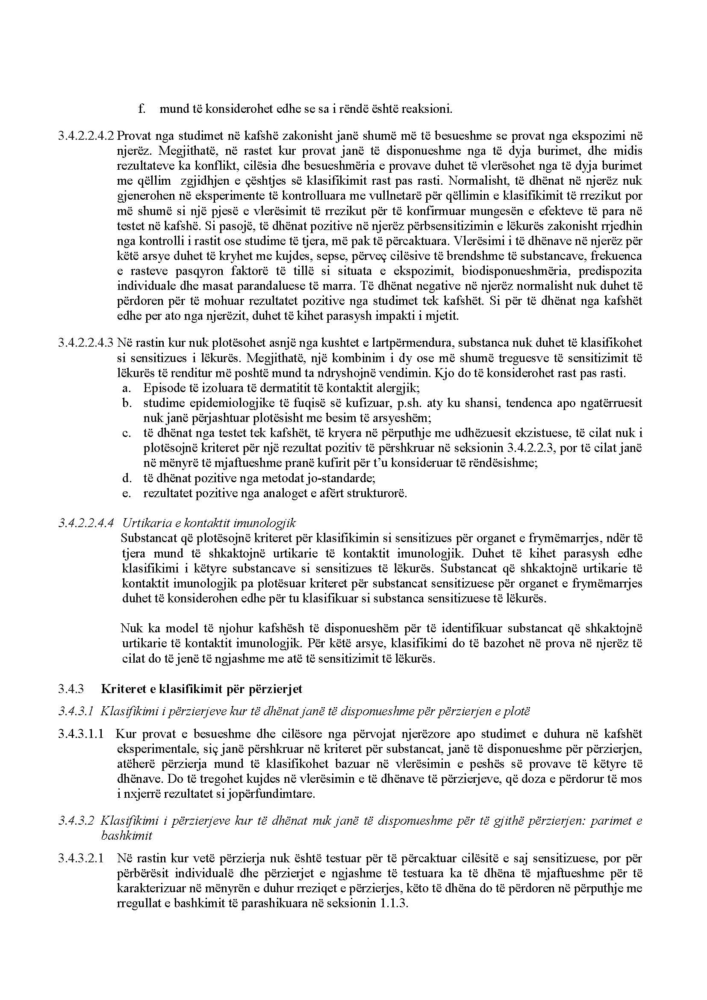 f. mund të konsiderohet edhe se sa i rëndë është reaksioni.
3.4.2.2.4.2 Provat nga studimet në kafshë zakonisht janë shumë më të besueshme se provat nga ekspozimi në
njerëz. Megjithatë, në rastet kur provat janë të disponueshme nga të dyja burimet, dhe midis
rezultateve ka konflikt, cilësia dhe besueshmëria e provave duhet të vlerësohet nga të dyja burimet
me qëllim zgjidhjen e çështjes së klasifikimit rast pas rasti. Normalisht, të dhënat në njerëz nuk
gjenerohen në eksperimente të kontrolluara me vullnetarë për qëllimin e klasifikimit të rrezikut por
më shumë si një pjesë e vlerësimit të rrezikut për të konfirmuar mungesën e efekteve të para në
testet në kafshë. Si pasojë, të dhënat pozitive në njerëz përbsensitizimin e lëkurës zakonisht rrjedhin
nga kontrolli i rastit ose studime të tjera, më pak të përcaktuara. Vlerësimi i të dhënave në njerëz për
këtë arsye duhet të kryhet me kujdes, sepse, përveç cilësive të brendshme të substancave, frekuenca
e rasteve pasqyron faktorë të tillë si situata e ekspozimit, biodisponueshmëria, predispozita
individuale dhe masat parandaluese të marra. Të dhënat negative në njerëz normalisht nuk duhet të
përdoren për të mohuar rezultatet pozitive nga studimet tek kafshët. Si për të dhënat nga kafshët
edhe per ato nga njerëzit, duhet të kihet parasysh impakti i mjetit.
3.4.2.2.4.3 Në rastin kur nuk plotësohet asnjë nga kushtet e lartpërmendura, substanca nuk duhet të klasifikohet
si sensitizues i lëkurës. Megjithatë, një kombinim i dy ose më shumë treguesve të sensitizimit të
lëkurës të renditur më poshtë mund ta ndryshojnë vendimin. Kjo do të konsiderohet rast pas rasti.
a. Episode të izoluara të dermatitit të kontaktit alergjik;
b. studime epidemiologjike të fuqisë së kufizuar, p.sh. aty ku shansi, tendenca apo ngatërruesit
nuk janë përjashtuar plotësisht me besim të arsyeshëm;
c. të dhënat nga testet tek kafshët, të kryera në përputhje me udhëzuesit ekzistuese, të cilat nuk i
plotësojnë kriteret për një rezultat pozitiv të përshkruar në seksionin 3.4.2.2.3, por të cilat janë
në mënyrë të mjaftueshme pranë kufirit për t’u konsideruar të rëndësishme;
d. të dhënat pozitive nga metodat jo-standarde;
e. rezultatet pozitive nga analoget e afërt strukturorë.
3.4.2.2.4.4 Urtikaria e kontaktit imunologjik
Substancat që plotësojnë kriteret për klasifikimin si sensitizues për organet e frymëmarrjes, ndër të
tjera mund të shkaktojnë urtikarie të kontaktit imunologjik. Duhet të kihet parasysh edhe
klasifikimi i këtyre substancave si sensitizues të lëkurës. Substancat që shkaktojnë urtikarie të
kontaktit imunologjik pa plotësuar kriteret për substancat sensitizuese për organet e frymëmarrjes
duhet të konsiderohen edhe për tu klasifikuar si substanca sensitizuese të lëkurës.
Nuk ka model të njohur kafshësh të disponueshëm për të identifikuar substancat që shkaktojnë
urtikarie të kontaktit imunologjik. Për këtë arsye, klasifikimi do të bazohet në prova në njerëz të
cilat do të jenë të ngjashme me atë të sensitizimit të lëkurës.
3.4.3 Kriteret e klasifikimit për përzierjet
3.4.3.1 Klasifikimi i përzierjeve kur të dhënat janë të disponueshme për përzierjen e plotë
3.4.3.1.1 Kur provat e besueshme dhe cilësore nga përvojat njerëzore apo studimet e duhura në kafshët
eksperimentale, siç janë përshkruar në kriteret për substancat, janë të disponueshme për përzierjen,
atëherë përzierja mund të klasifikohet bazuar në vlerësimin e peshës së provave të këtyre të
dhënave. Do të tregohet kujdes në vlerësimin e të dhënave të përzierjeve, që doza e përdorur të mos
i nxjerrë rezultatet si jopërfundimtare.
3.4.3.2 Klasifikimi i përzierjeve kur të dhënat nuk janë të disponueshme për të gjithë përzierjen: parimet e
bashkimit
3.4.3.2.1 Në rastin kur vetë përzierja nuk është testuar për të përcaktuar cilësitë e saj sensitizuese, por për
përbërësit individualë dhe përzierjet e ngjashme të testuara ka të dhëna të mjaftueshme për të
karakterizuar në mënyrën e duhur rreziqet e përzierjes, këto të dhëna do të përdoren në përputhje me
rregullat e bashkimit të parashikuara në seksionin 1.1.3.